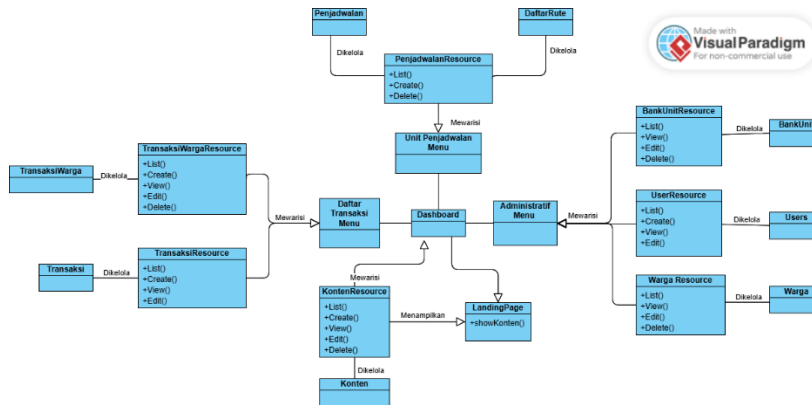 Penjadwalan
DaftarRute
Made with
Visual Paradigm
For non-commercial use
Dikelola
Dikelola
PenjadwalanResource
+List()
+Create()
+Delete()
Mewarisi
Unit Penjadwalan
Menu
BankUnitResource
+List()
+View()
+Edit()
+Delete()
Dikelola
BankUnit
TransaksiWargaResource
+List()
+Create()
+View()
+Edit()
+Delete()
Dikelola
TransaksiWarga
Mewarisi
Daftar
Transaksi
Menu
Dashboard
Administratif
Menu
Mewarisi
UserResource
+List()
+Create()
+View()
+Edit()
Dikelola
Users
Transaksi
Dikelola
TransaksiResource
+List()
+Create()
+View()
+Edit()
Mewarisi
KontenResource
+List()
+Create()
+View()
+Edit()
+Delete()
Menampilkan
LandingPage
+showKonten()
Warga Resource
+List()
+View()
+Edit()
+Delete()
Dikelola
Warga
Dikelola
Konten